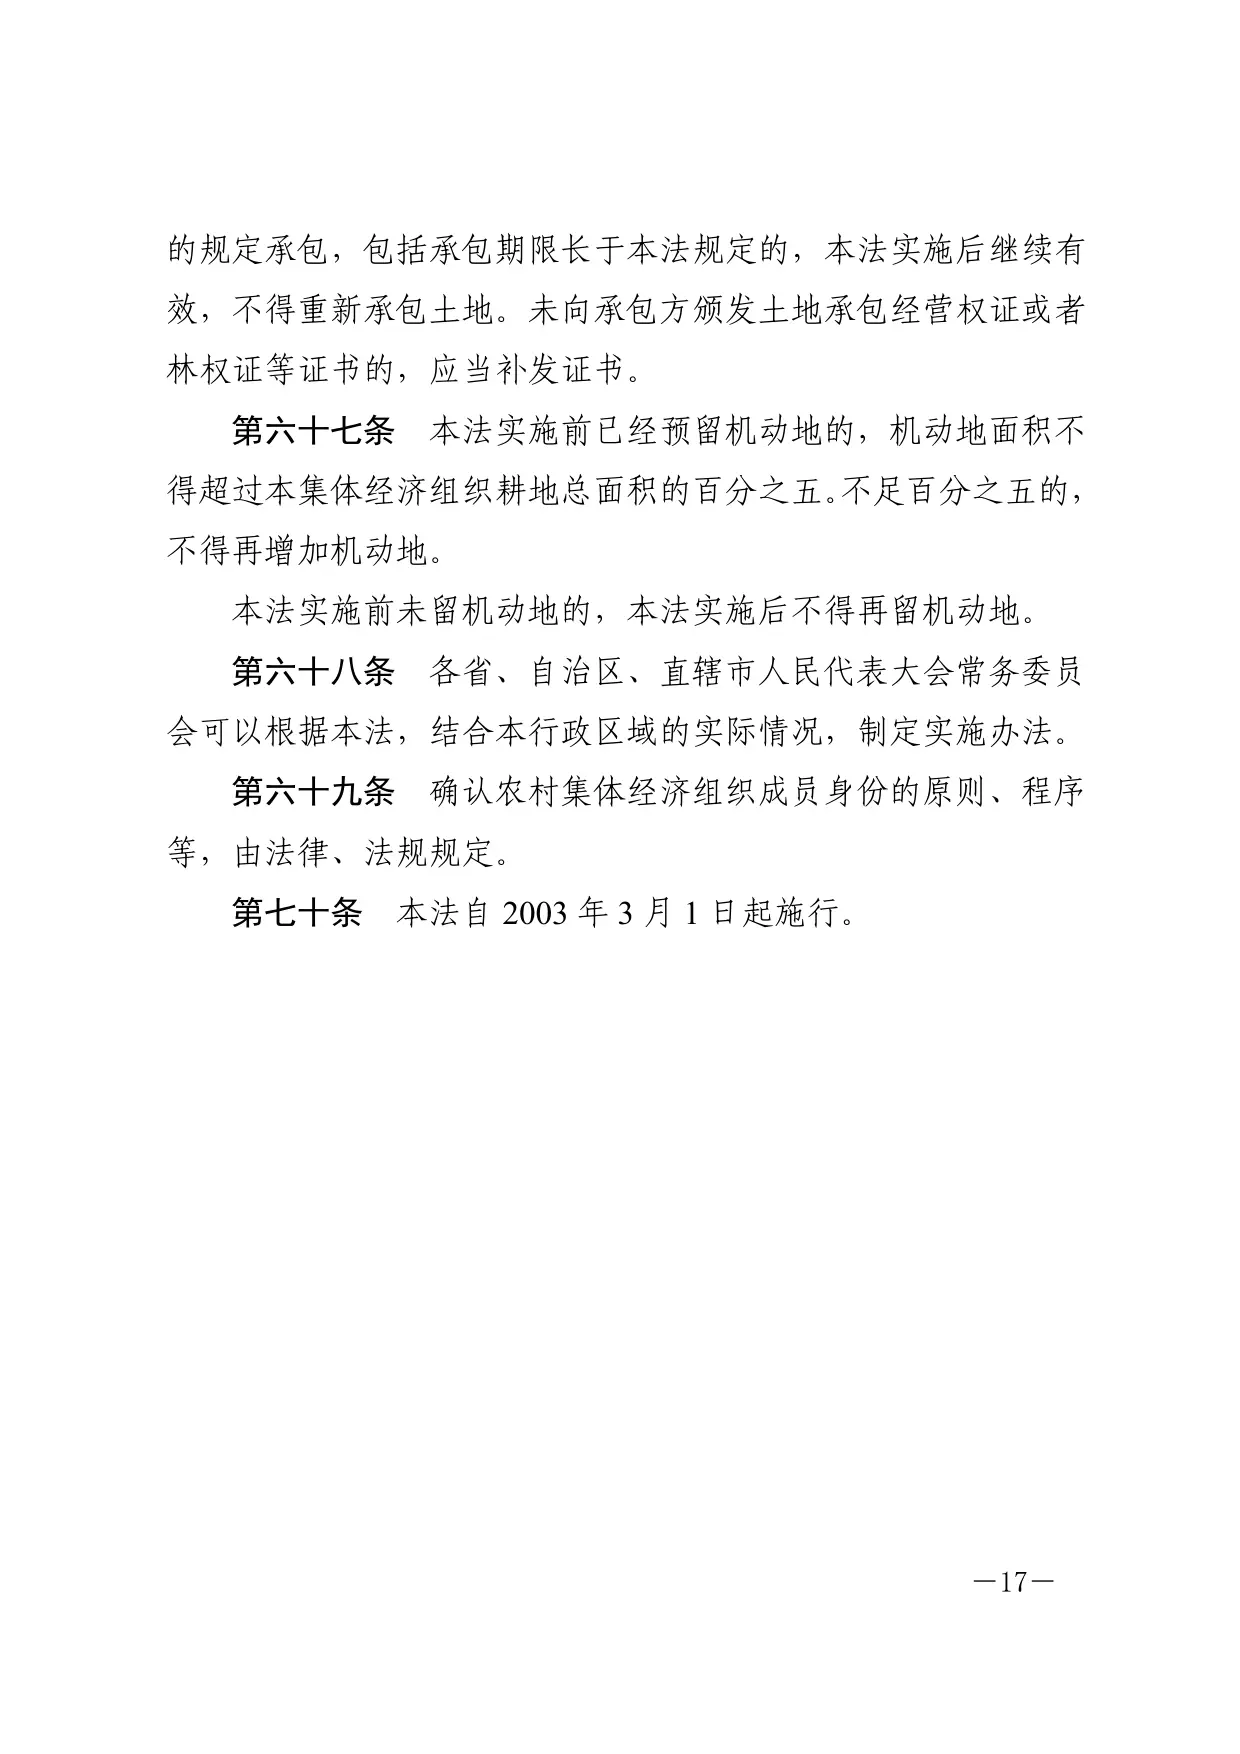 的规定承包，包括承包期限长于本法规定的，本法实施后继续有
效，不得重新承包土地。未向承包方颁发土地承包经营权证或者
林权证等证书的，应当补发证书。
第六十七条　本法实施前已经预留机动地的，机动地面积不
得超过本集体经济组织耕地总面积的百分之五。不足百分之五的，
不得再增加机动地。
本法实施前未留机动地的，本法实施后不得再留机动地。
第六十八条　各省、自治区、直辖市人民代表大会常务委员
会可以根据本法，结合本行政区域的实际情况，制定实施办法。
第六十九条　确认农村集体经济组织成员身份的原则、程序
等，由法律、法规规定。
第七十条　本法自 2003 年 3 月 1 日起施行。
—17—